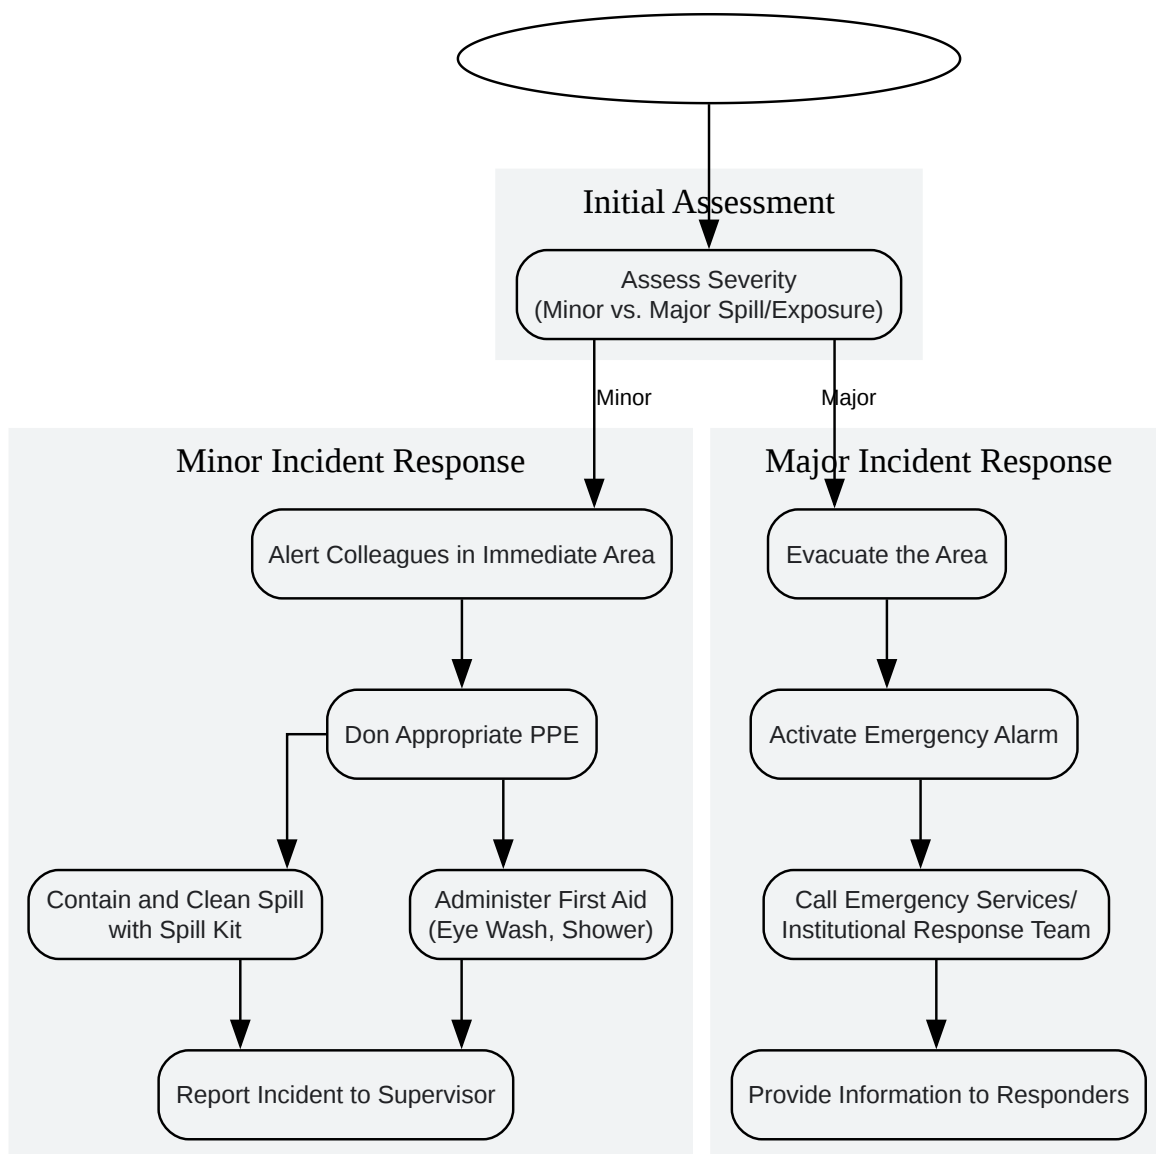 Initial Assessment
Assess Severity
(Minor vs. Major Spill/Exposure)
Minor
Major
Minor Incident Response
Alert Colleagues in Immediate Area
Don Appropriate PPE
Contain and Clean Spill
with Spill Kit
Administer First Aid
(Eye Wash, Shower)
Report Incident to Supervisor
Major Incident Response
Evacuate the Area
Activate Emergency Alarm
Call Emergency Services/
Institutional Response Team
Provide Information to Responders